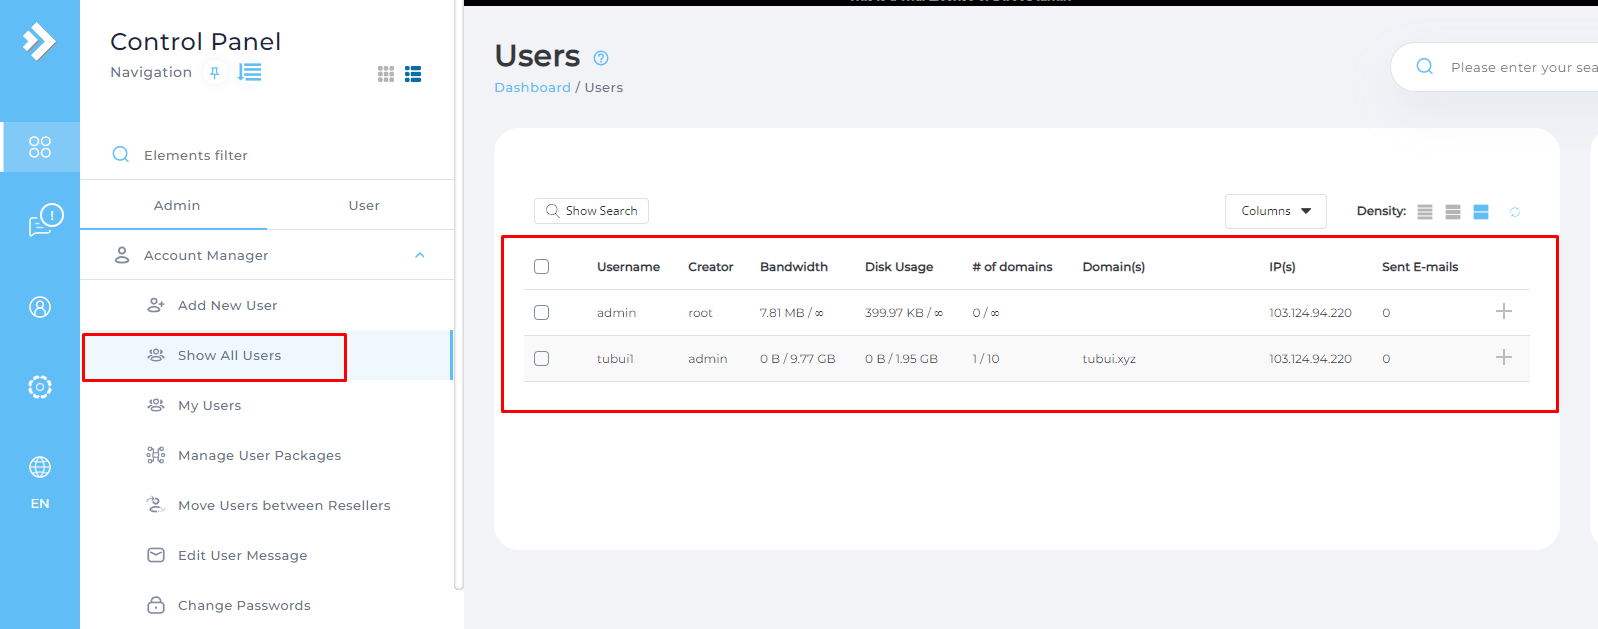 Control Panel
Navigation
Elements filter
Admin User
Account Manager
Add New User
Show All Users
My Users
Manage User Packages
Move Users between Resellers
Edit User Message
Change Passwords
EN
Users
Dashboard / Users
Please enter your sea
Show Search
Columns
Density:
Username Creator Bandwidth Disk Usage # of domains Domain(s) IP(s) Sent E-mails
admin root 7.81 MB / ∞ 399.97 KB / ∞ 0 / ∞ 103.124.94.220 0
tubui1 admin 0 B / 9.77 GB 0 B / 1.95 GB 1 / 10 tubui.xyz 103.124.94.220 0